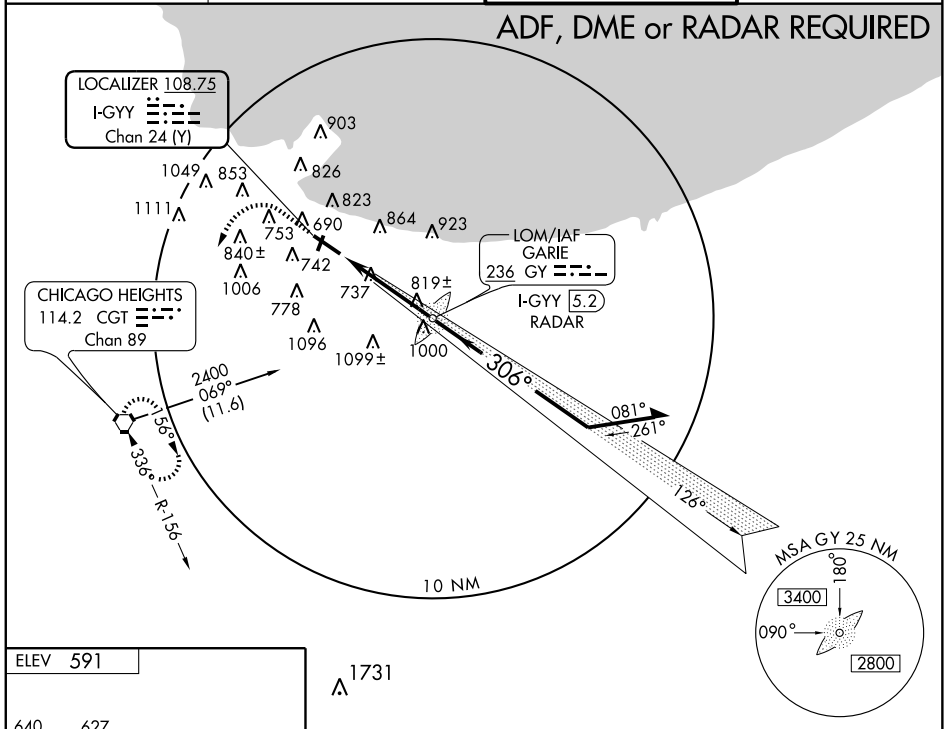 ADF, DME or RADAR REQUIRED
LOCALIZER 108.75
I-GYY
Chan 24 (Y)
903
826
1049
853
823
1111
690
864
923
753
840±
742
LOM/IAF
GARIE
236 GY
I-GYY 5.2
RADAR
1006
737
819±
778
CHICAGO HEIGHTS
114.2 CGT
Chan 89
1096
1099±
1000
306°
2400
069°
(11.6)
081°
261°
156°
336°
R-156
126°
MSA GY 25 NM
180°
3400
090°
2800
10 NM
ELEV 591
1731
640 627